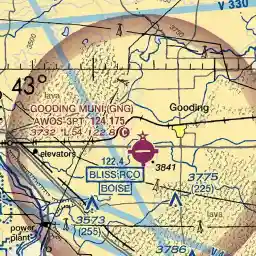 V 330
3755
43°
lava
GOODING MUNI (GNG)
AWOS-3PT 124.175
3732 *L 54 122.8 C
Gooding
elevators
122.4
3841
BLISS RCO
BOISE
3775
(225)
lava
power
plant
3573
(255)
3786